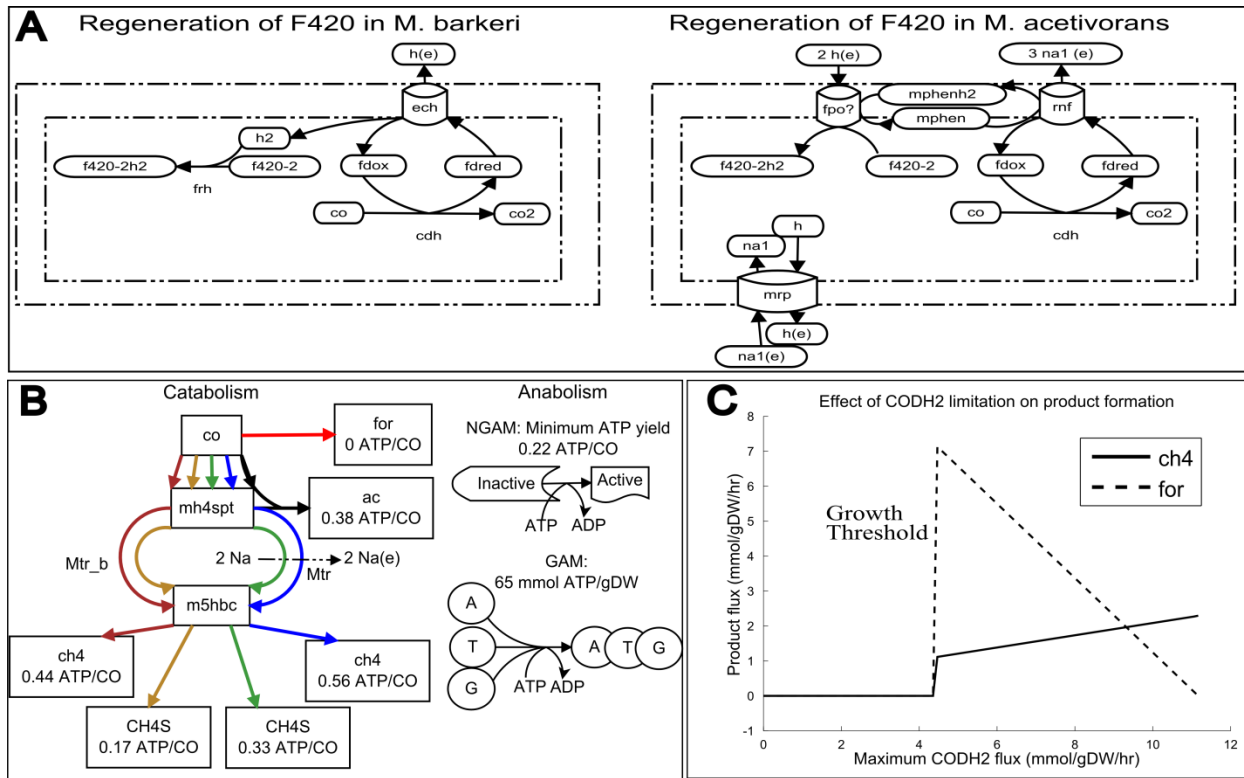 A
Regeneration of F420 in M. barkeri
h(e)
ech
h2
f420-2h2
f420-2
frh
fdox
fdred
co
co2
cdh
Regeneration of F420 in M. acetivorans
2 h(e)
3 na1 (e)
fpo?
mphenh2
mphen
rnf
f420-2h2
f420-2
fdox
fdred
co
co2
cdh
na1
h
mrp
h(e)
na1(e)
B
Catabolism
co
for
0 ATP/CO
mh4spt
ac
0.38 ATP/CO
Mtr_b
2 Na
2 Na(e)
Mtr
m5hbc
ch4
0.44 ATP/CO
ch4
0.56 ATP/CO
CH4S
0.17 ATP/CO
CH4S
0.33 ATP/CO
Anabolism
NGAM: Minimum ATP yield
0.22 ATP/CO
Inactive
Active
ATP
ADP
GAM:
65 mmol ATP/gDW
A
T
G
A
T
G
ATP
ADP
C
Effect of CODH2 limitation on product formation
8
7
6
5
4
3
2
1
0
-1
Product flux (mmol/gDW/hr)
ch4
for
Growth
Threshold
0
2
4
6
8
10
12
Maximum CODH2 flux (mmol/gDW/hr)